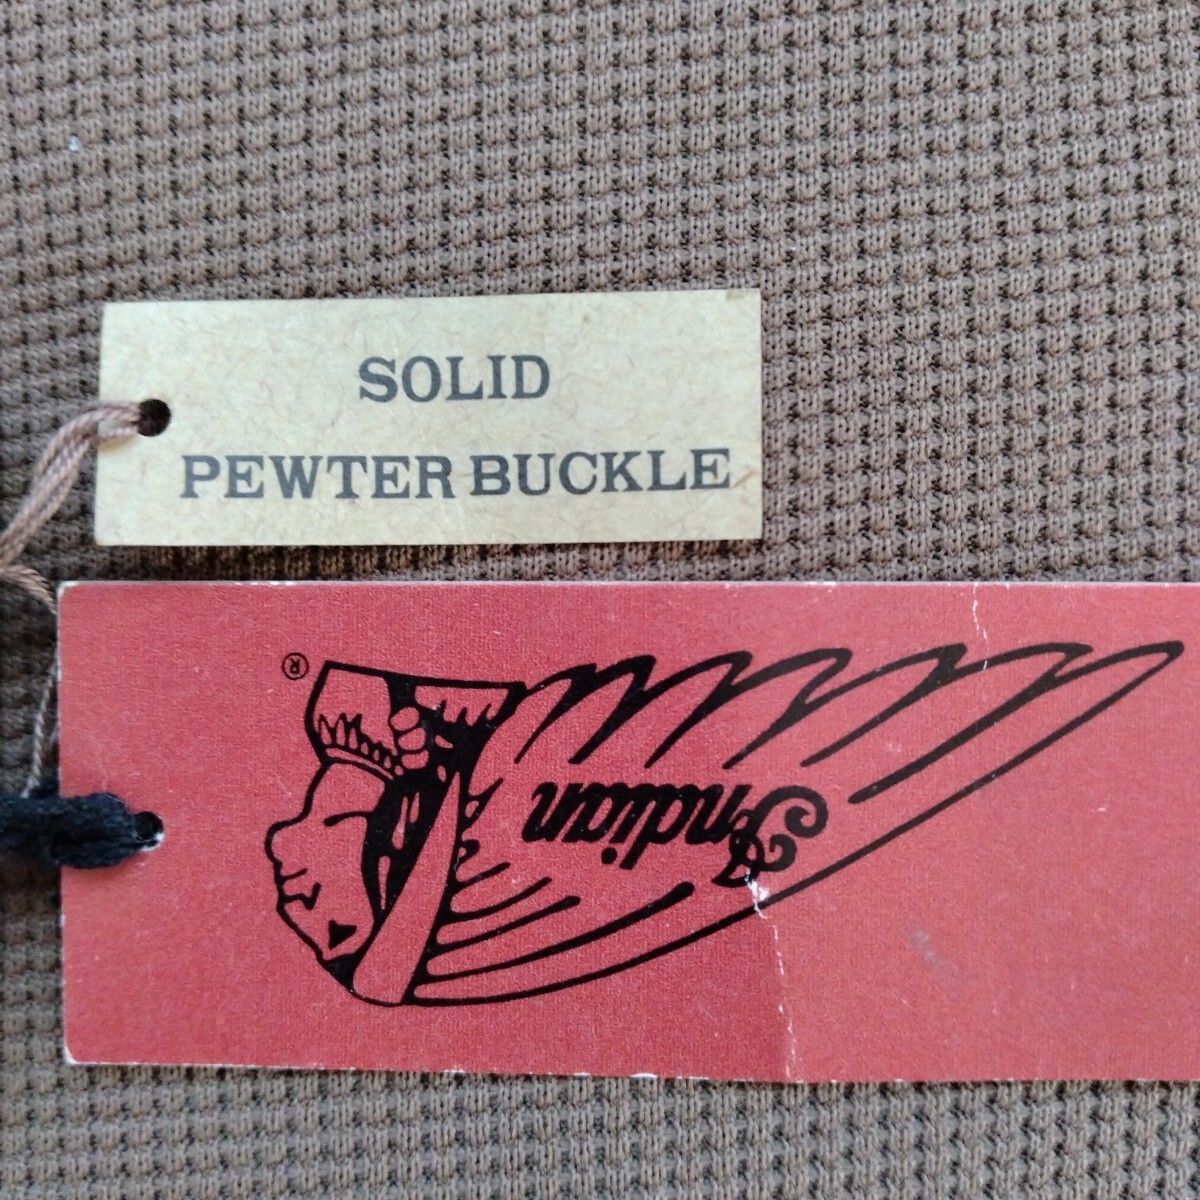 SOLID
PEWTER BUCKLE
®
Indian